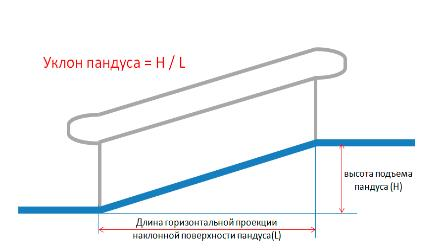 Уклон пандуса = H / L
высота подъема
пандуса (H)
Длина горизонтальной проекции
наклонной поверхности пандуса(L)